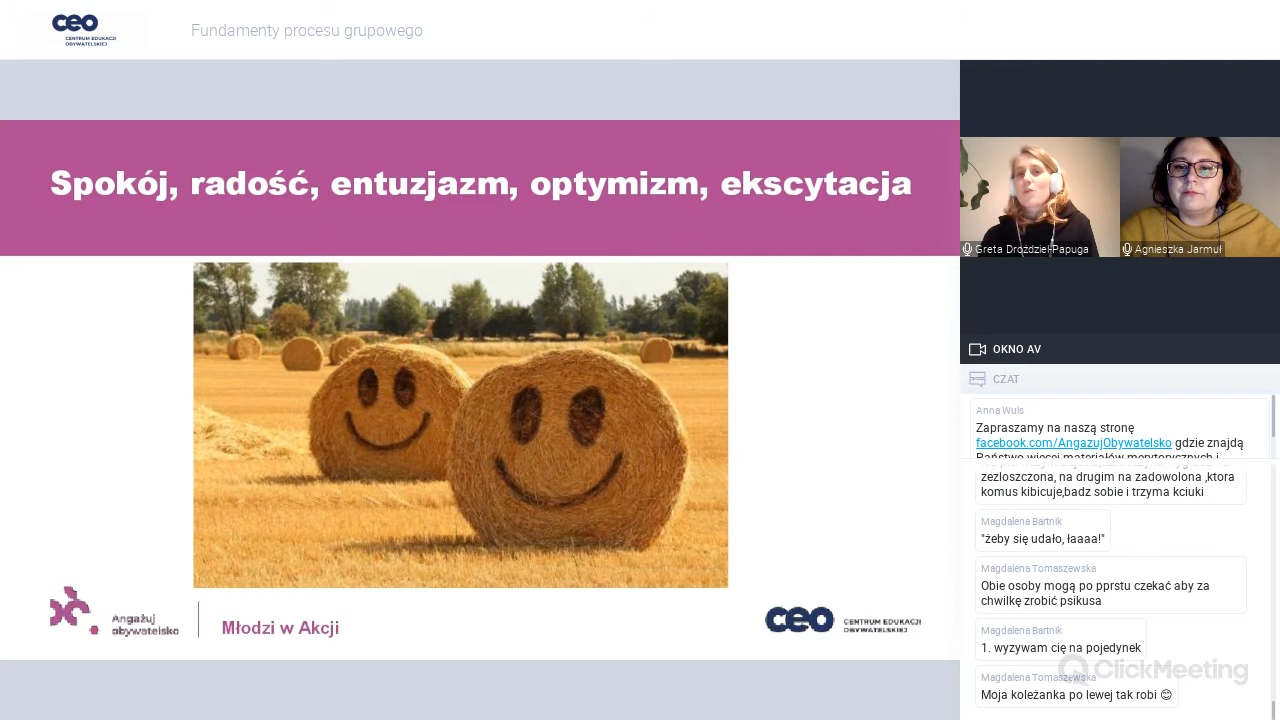 ceo
CENTRUM EDUKACJI
OBYWATELSKIEJ
Fundamenty procesu grupowego
Spokój, radość, entuzjazm, optymizm, ekscytacja
Angażuj
obywatelsko
Młodzi w Akcji
ceo
CENTRUM EDUKACJI
OBYWATELSKIEJ
Greta Droździel-Papuga
Agnieszka Jarmuł
OKNO AV
CZAT
Anna Wuls
Zapraszamy na naszą stronę
facebook.com/AngazujObywatelsko gdzie znajdą
Państwo więcej materiałów merytorycznych i
zezloszczona, na drugim na zadowolona ,ktora
komus kibicuje,badz sobie i trzyma kciuki
Magdalena Bartnik
"żeby się udało, łaaaa!"
Magdalena Tomaszewska
Obie osoby mogą po pprstu czekać aby za
chwilkę zrobić psikusa
Magdalena Bartnik
1. wyzywam cię na pojedynek
Magdalena Tomaszewska
Moja koleżanka po lewej tak robi 😊
ClickMeeting